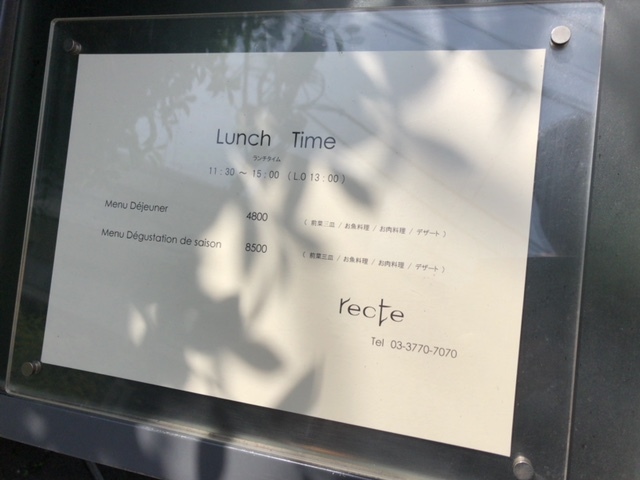 Lunch Time
ランチタイム
11:30 ～ 15:00 (L.O 13:00)
Menu Déjeuner 4800 ( 前菜三皿 / お魚料理 / お肉料理 / デザート )
Menu Dégustation de saison 8500 ( 前菜三皿 / お魚料理 / お肉料理 / デザート )
recte
Tel 03-3770-7070